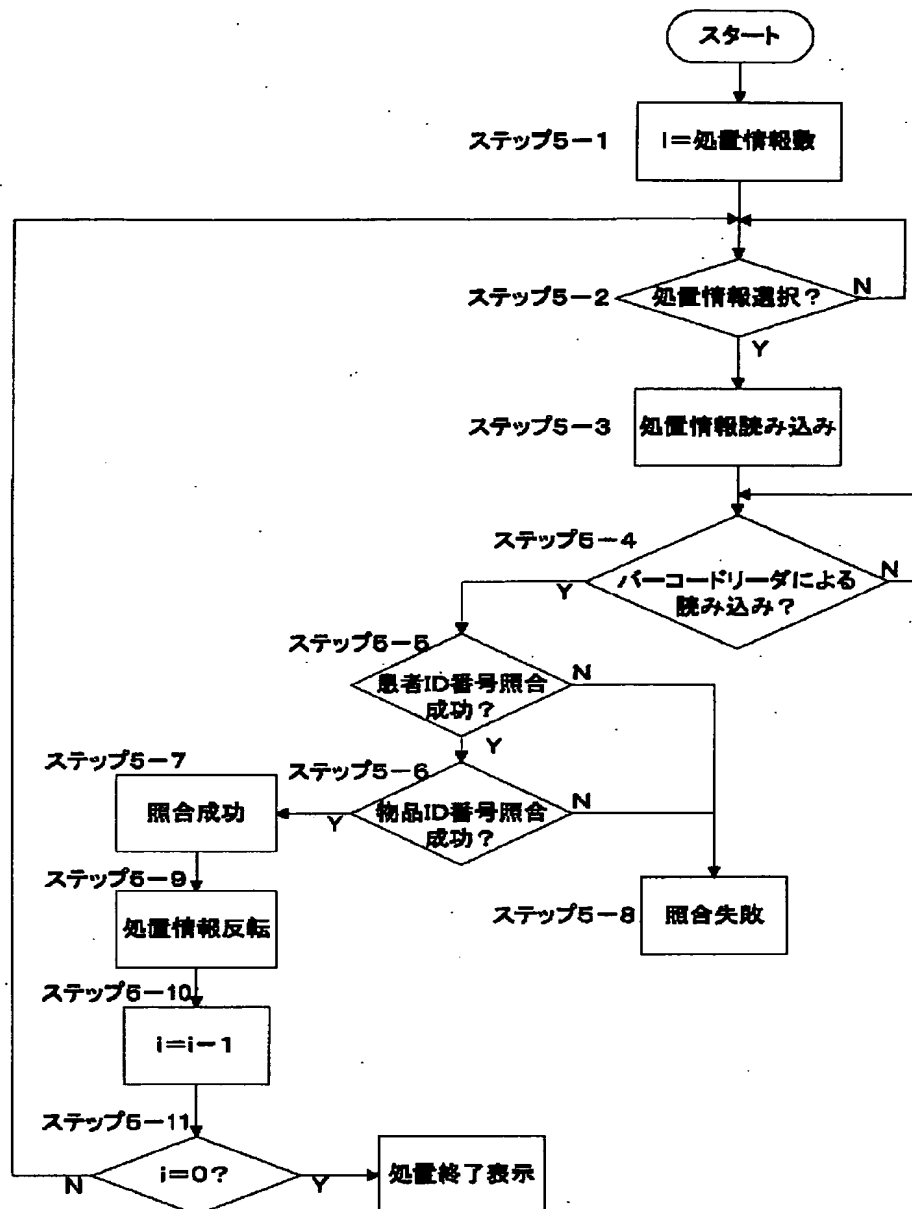 スタート
ステップ5-1
i=処置情報数
ステップ5-2
処置情報選択?
N
Y
ステップ5-3
処置情報読み込み
ステップ5-4
バーコードリーダによる
読み込み?
N
Y
ステップ5-5
患者ID番号照合
成功?
N
Y
ステップ5-7
照合成功
ステップ5-6
物品ID番号照合
成功?
N
Y
ステップ5-9
処置情報反転
ステップ5-8
照合失敗
ステップ5-10
i=i-1
ステップ5-11
i=0?
N
Y
処置終了表示